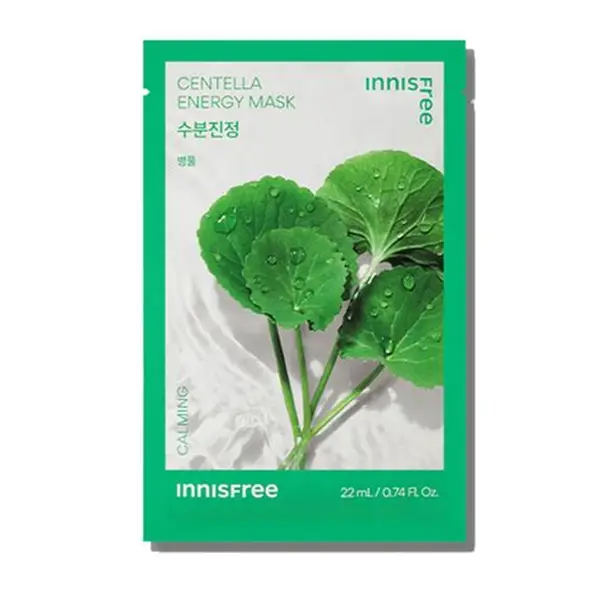 CENTELLA
ENERGY MASK
수분진정
병풀
INNISFree
CALMING
INNISFree
22 mL / 0.74 Fl. Oz.